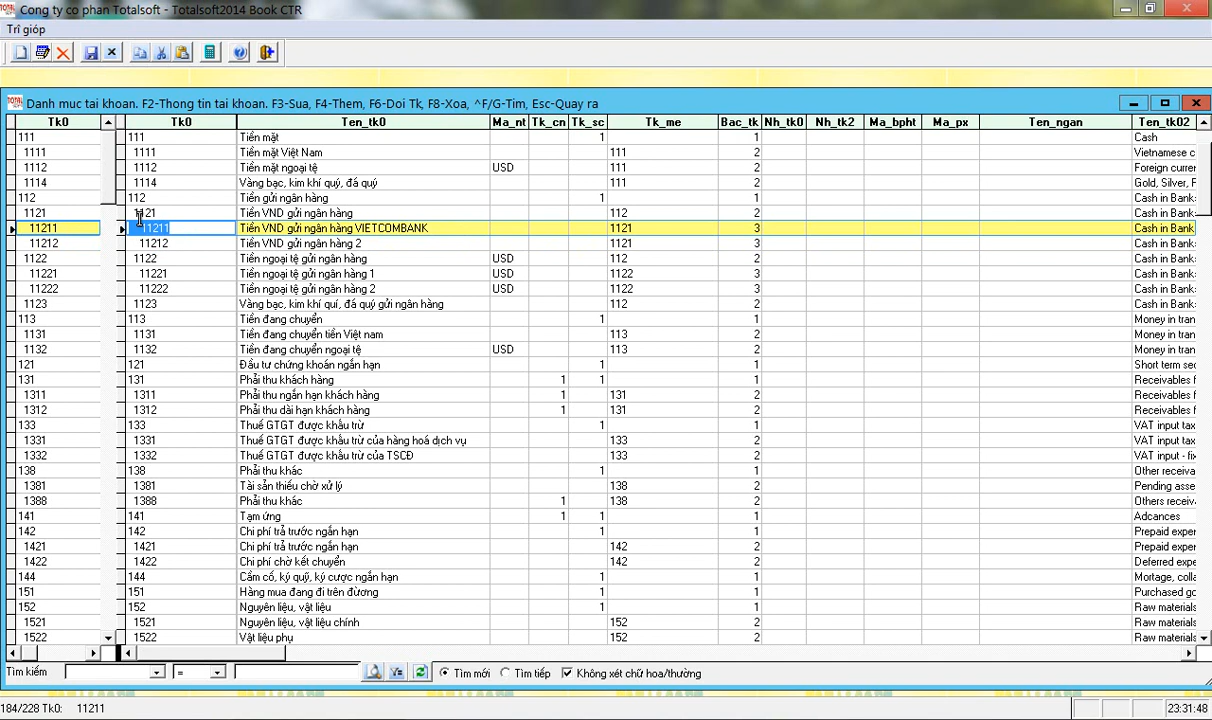 Cong ty co phan Totalsoft - Totalsoft2014 Book CTR
Trî gióp
Danh muc tai khoan. F2-Thong tin tai khoan. F3-Sua, F4-Them, F6-Doi Tk, F8-Xoa, ^F/G-Tim, Esc-Quay ra
Tk0 Tk0 Ten_tk0 Ma_nt Tk_cn Tk_sc Tk_me Bac_tk Nh_tk0 Nh_tk2 Ma_bpht Ma_px Ten_ngan Ten_tk02
111 111 Tiền mặt 1 1 Cash
1111 1111 Tiền mặt Việt Nam 111 2 Vietnamese c
1112 1112 Tiền mặt ngoại tệ USD 111 2 Foreign curren
1114 1114 Vàng bạc, kim khí quý, đá quý 111 2 Gold, Silver, F
112 112 Tiền gửi ngân hàng 1 1 Cash in Bank:
1121 1121 Tiền VND gửi ngân hàng 112 2 Cash in Bank:
11211 11211 Tiền VND gửi ngân hàng VIETCOMBANK 1121 3 Cash in Bank
11212 11212 Tiền VND gửi ngân hàng 2 1121 3 Cash in Bank:
1122 1122 Tiền ngoại tệ gửi ngân hàng USD 112 2 Cash in Bank:
11221 11221 Tiền ngoại tệ gửi ngân hàng 1 USD 1122 3 Cash in Bank:
11222 11222 Tiền ngoại tệ gửi ngân hàng 2 USD 1122 3 Cash in Bank:
1123 1123 Vàng bạc, kim khí quí, đá quý gửi ngân hàng 112 2 Cash in Bank:
113 113 Tiền đang chuyển 1 1 Money in tran
1131 1131 Tiền đang chuyển tiền Việt nam 113 2 Money in tran
1132 1132 Tiền đang chuyển ngoại tệ USD 113 2 Money in tran
121 121 Đầu tư chứng khoán ngắn hạn 1 1 Short term sec
131 131 Phải thu khách hàng 1 1 1 Receivables f
1311 1311 Phải thu ngắn hạn khách hàng 1 131 2 Receivables f
1312 1312 Phải thu dài hạn khách hàng 1 131 2 Receivables f
133 133 Thuế GTGT được khấu trừ 1 1 VAT input tax
1331 1331 Thuế GTGT được khấu trừ của hàng hoá dịch vụ 133 2 VAT input tax
1332 1332 Thuế GTGT được khấu trừ của TSCĐ 133 2 VAT input - fix
138 138 Phải thu khác 1 1 Other receiva
1381 1381 Tài sản thiếu chờ xử lý 138 2 Pending asse
1388 1388 Phải thu khác 1 138 2 Others receiv
141 141 Tạm ứng 1 1 1 Adcances
142 142 Chi phí trả trước ngắn hạn 1 1 Prepaid exper
1421 1421 Chi phí trả trước ngắn hạn 142 2 Prepaid exper
1422 1422 Chi phí chờ kết chuyển 142 2 Deferred expe
144 144 Cầm cố, ký quỹ, ký cược ngắn hạn 1 1 Mortage, colla
151 151 Hàng mua đang đi trên đừơng 1 1 Purchased go
152 152 Nguyên liệu, vật liệu 1 1 Raw materials
1521 1521 Nguyên liệu, vật liệu chính 152 2 Raw materials
1522 1522 Vật liệu phụ 152 2 Raw materials
Tìm kiếm = Tìm mới Tìm tiếp Không xét chữ hoa/thường
184/228 Tk0: 11211 23:31:48